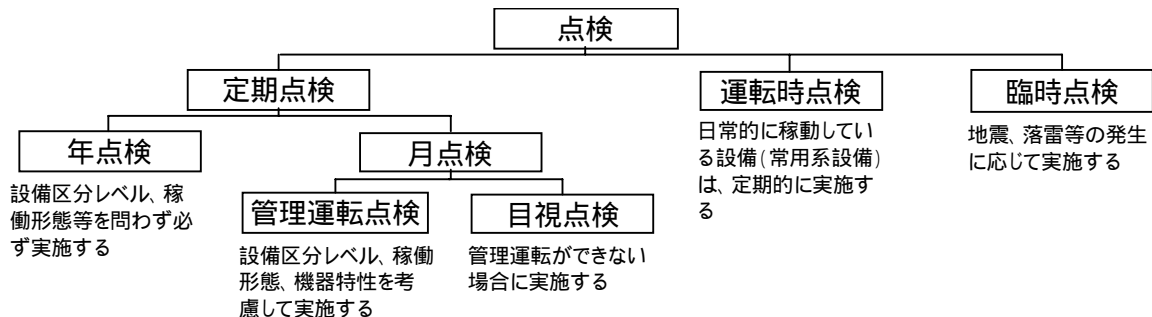 点検
定期点検
運転時点検
臨時点検
日常的に稼動してい
る設備(常用系設備)
は、定期的に実施す
る
地震、落雷等の発生
に応じて実施する
年点検
月点検
設備区分レベル、稼
働形態等を問わず必
ず実施する
管理運転点検
目視点検
設備区分レベル、稼働
形態、機器特性を考
慮して実施する
管理運転ができない
場合に実施する